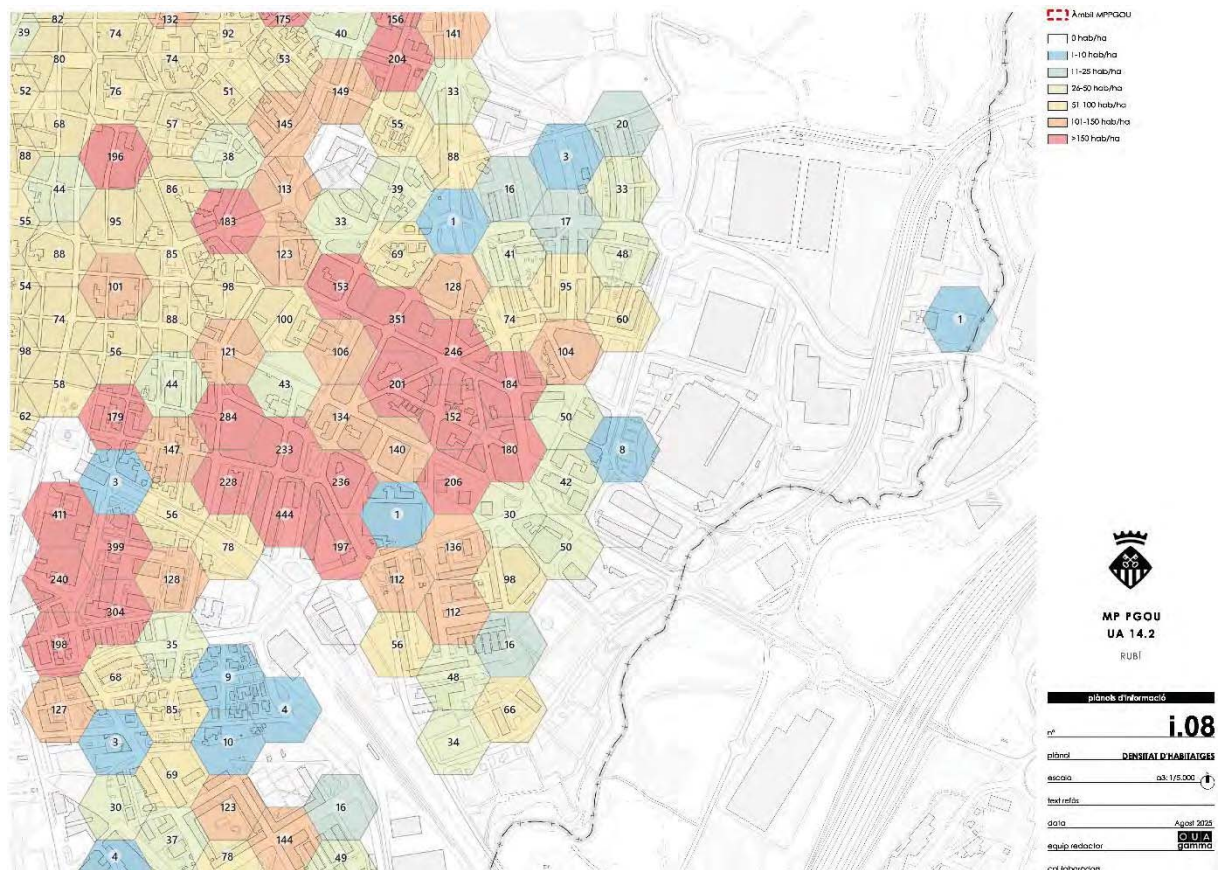 82 132 175 156
39 74 92 40 141
80 74 53 204
52 76 51 149 33
68 57 145 55 20
88 196 38 88 3
44 86 113 39 16 33
55 95 33 1 17
88 85 123 69 41 48
54 101 98 153 128 95
74 88 100 351 74 60 1
98 56 121 106 246 104
58 44 43 201 184
62 179 284 134 152 50
147 233 140 180 8
3 228 236 206 42
411 56 444 1 30
399 78 197 136 50
240 128 112 98
304 112
198 35 56 16
68 9 48
127 85 4 66
3 10 34
69
30 123 16
37 144
4 78 49
Àmbit MPPGOU
0 hab/ha
1-10 hab/ha
11-25 hab/ha
26-50 hab/ha
51-100 hab/ha
101-150 hab/ha
>150 hab/ha
MP PGOU
UA 14.2
RUBÍ
plànols d'informació
nº i.08
plànol DENSITAT D'HABITATGES
escala a3: 1/5.000
text refós
data Agost 2025
equip redactor OUA gamma
col·laboradors